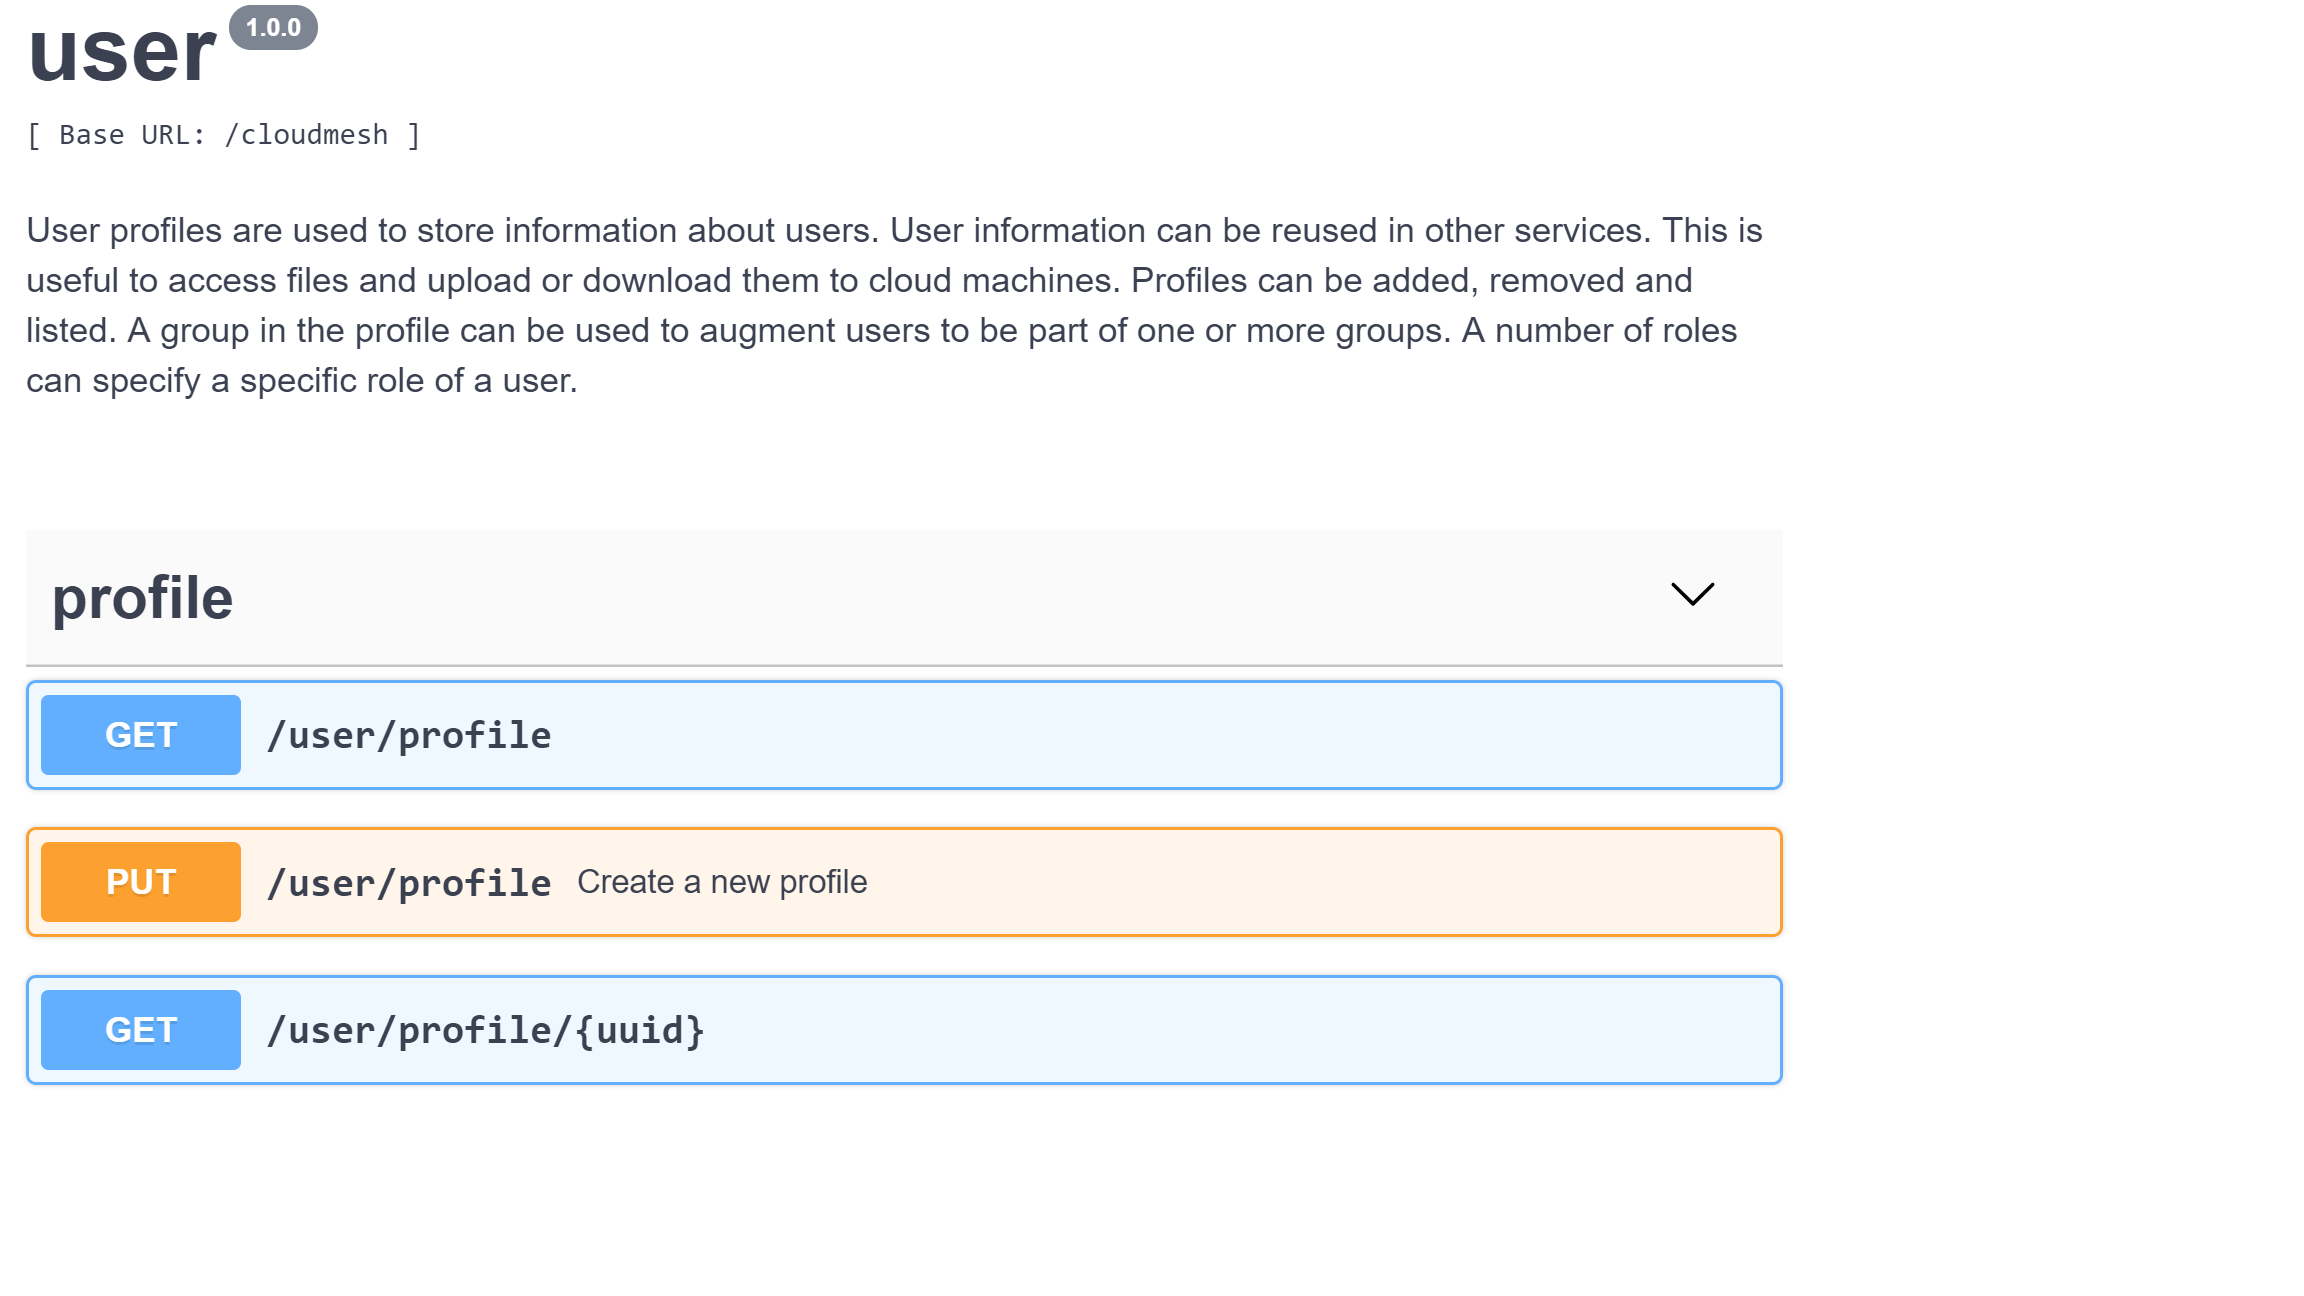 user 1.0.0
[ Base URL: /cloudmesh ]
User profiles are used to store information about users. User information can be reused in other services. This is
useful to access files and upload or download them to cloud machines. Profiles can be added, removed and
listed. A group in the profile can be used to augment users to be part of one or more groups. A number of roles
can specify a specific role of a user.
profile
GET /user/profile
PUT /user/profile Create a new profile
GET /user/profile/{uuid}